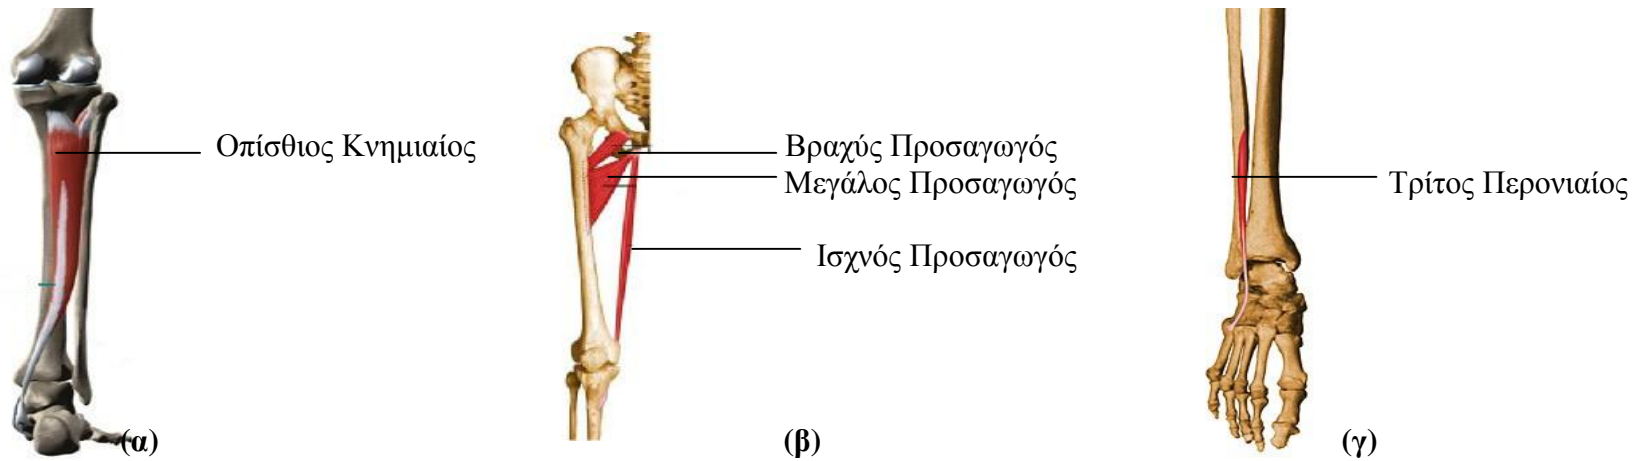 Οπίσθιος Κνημιαίος
(α)
Βραχύς Προσαγωγός
Μεγάλος Προσαγωγός
Ισχνός Προσαγωγός
(β)
Τρίτος Περονιαίος
(γ)